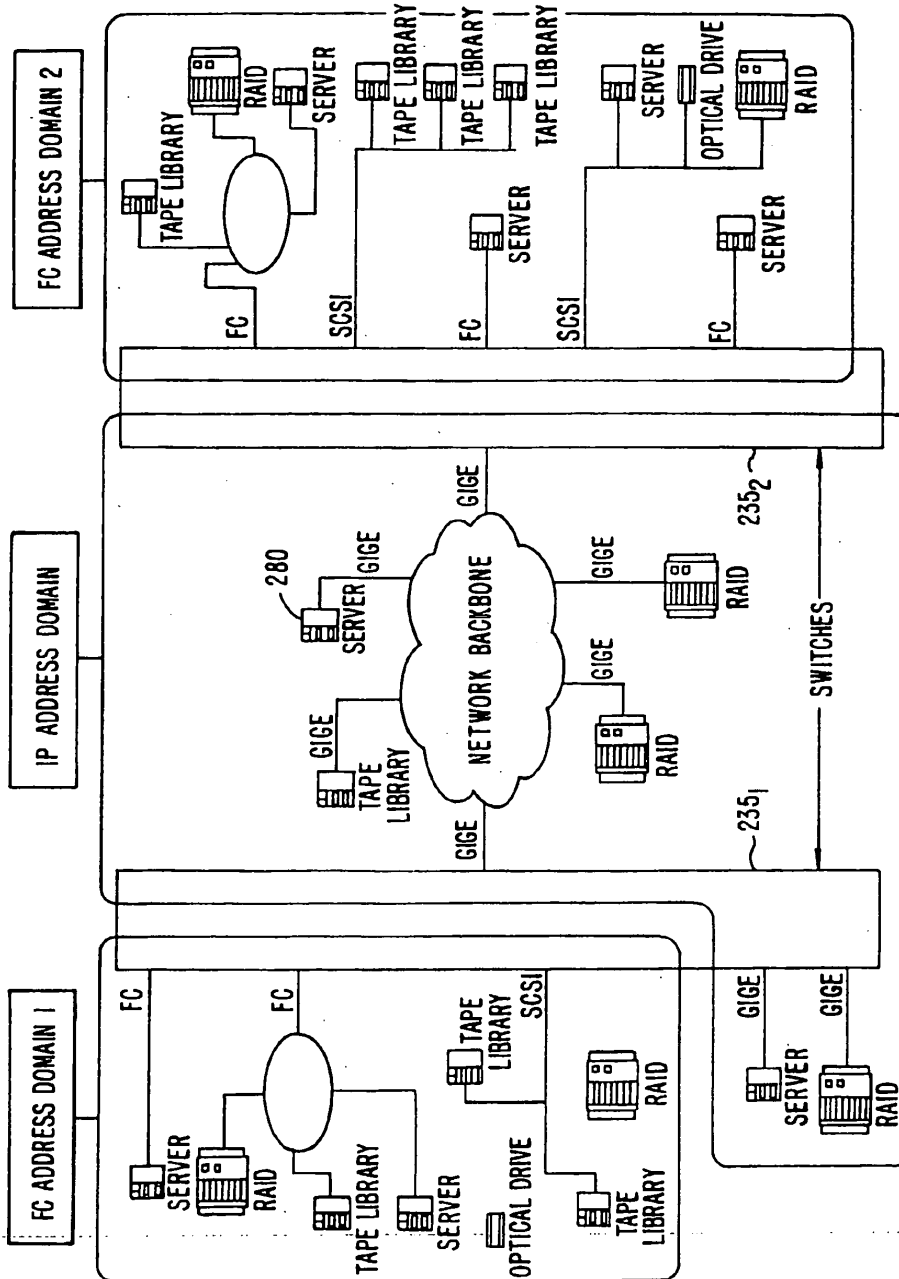 FC ADDRESS DOMAIN 1
IP ADDRESS DOMAIN
FC ADDRESS DOMAIN 2
SERVER
FC
RAID
FC
TAPE LIBRARY
SERVER
OPTICAL DRIVE
TAPE
LIBRARY
SCSI
TAPE
LIBRARY
RAID
SERVER
GIGE
RAID
GIGE
235₁
SWITCHES
235₂
GIGE
NETWORK BACKBONE
GIGE
GIGE
TAPE
LIBRARY
280
SERVER
GIGE
GIGE
RAID
GIGE
RAID
TAPE LIBRARY
RAID
SERVER
FC
SCSI
TAPE LIBRARY
TAPE LIBRARY
TAPE LIBRARY
FC
SERVER
SCSI
SERVER
OPTICAL DRIVE
RAID
FC
SERVER